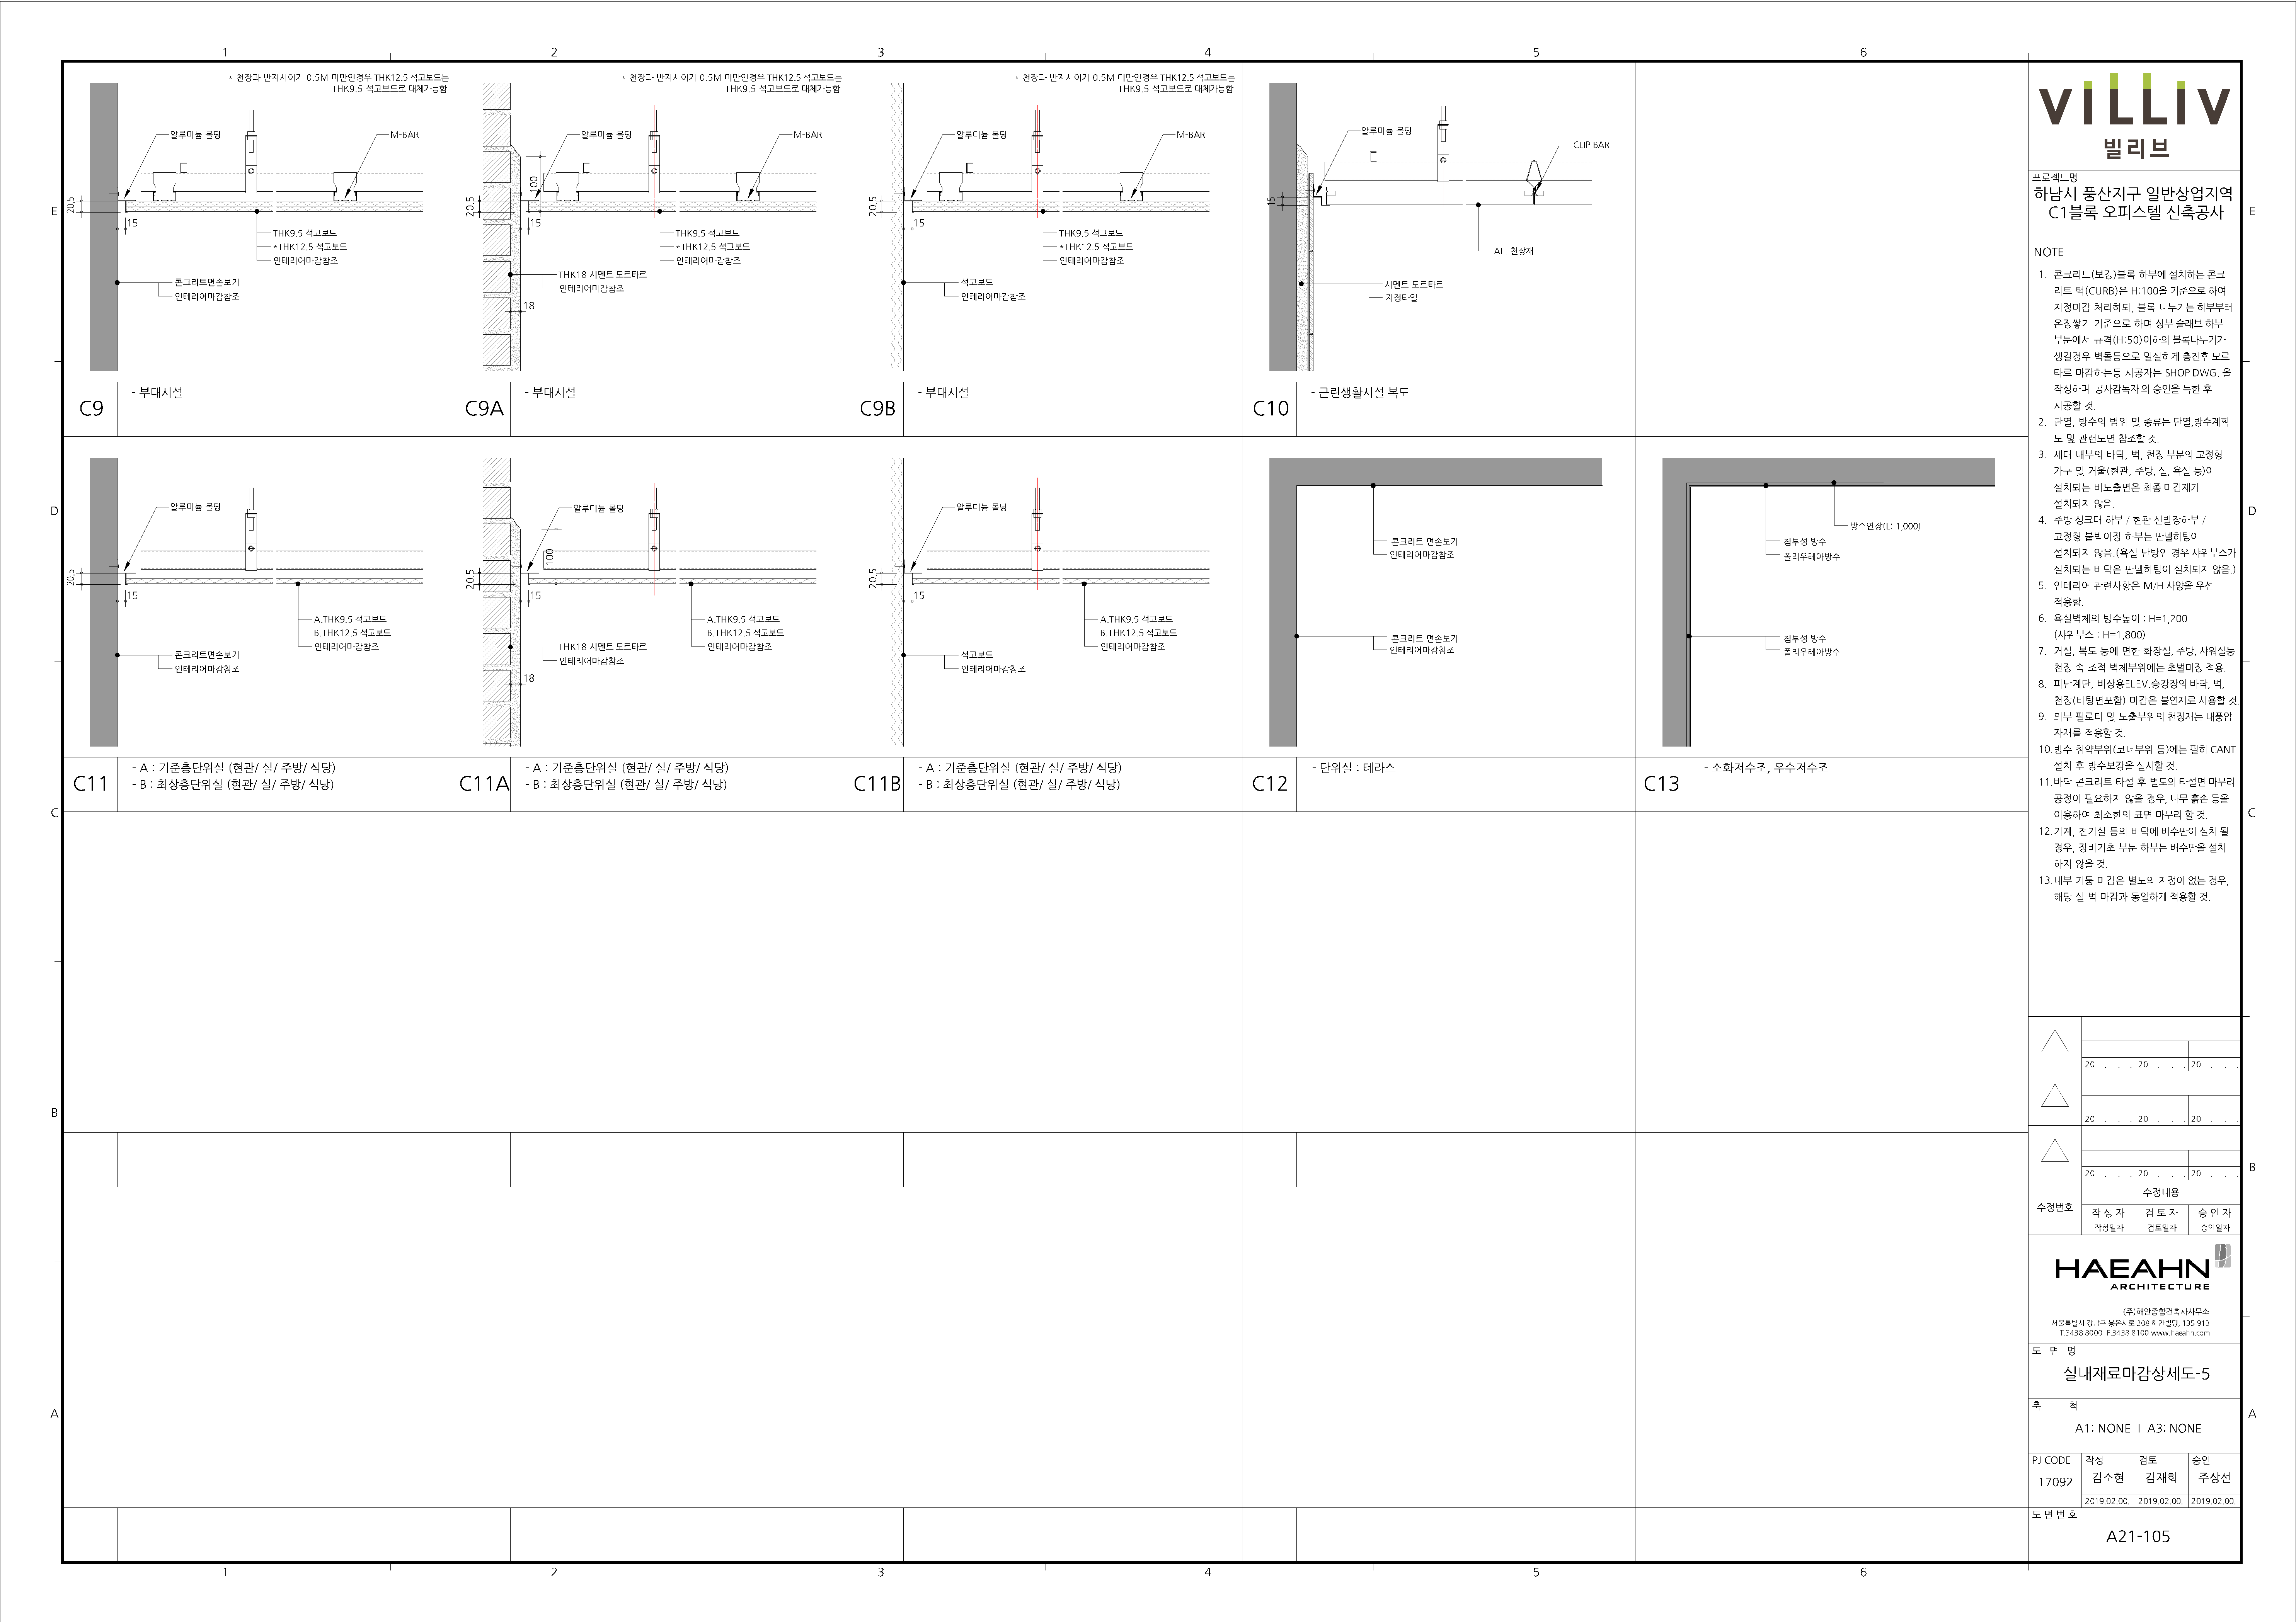 1 2 3 4 5 6
* 천장과 반자사이가 0.5M 미만인경우 THK12.5 석고보드는
THK9.5 석고보드로 대체가능함
알루미늄 몰딩
M-BAR
20,5
15
THK9.5 석고보드
*THK12.5 석고보드
인테리어마감참조
콘크리트면손보기
인테리어마감참조
C9
- 부대시설
* 천장과 반자사이가 0.5M 미만인경우 THK12.5 석고보드는
THK9.5 석고보드로 대체가능함
알루미늄 몰딩
M-BAR
100
20,5
15
THK9.5 석고보드
*THK12.5 석고보드
인테리어마감참조
THK18 시멘트 모르타르
인테리어마감참조
18
C9A
- 부대시설
* 천장과 반자사이가 0.5M 미만인경우 THK12.5 석고보드는
THK9.5 석고보드로 대체가능함
알루미늄 몰딩
M-BAR
20,5
15
THK9.5 석고보드
*THK12.5 석고보드
인테리어마감참조
석고보드
인테리어마감참조
C9B
- 부대시설
알루미늄 몰딩
CLIP BAR
15
AL. 천장재
시멘트 모르타르
지정타일
C10
- 근린생활시설 복도
알루미늄 몰딩
20,5
15
A.THK9.5 석고보드
B.THK12.5 석고보드
인테리어마감참조
콘크리트면손보기
인테리어마감참조
C11
- A : 기준층단위실 (현관/ 실/ 주방/ 식당)
- B : 최상층단위실 (현관/ 실/ 주방/ 식당)
알루미늄 몰딩
100
20,5
15
A.THK9.5 석고보드
B.THK12.5 석고보드
인테리어마감참조
THK18 시멘트 모르타르
인테리어마감참조
18
C11A
- A : 기준층단위실 (현관/ 실/ 주방/ 식당)
- B : 최상층단위실 (현관/ 실/ 주방/ 식당)
알루미늄 몰딩
20,5
15
A.THK9.5 석고보드
B.THK12.5 석고보드
인테리어마감참조
석고보드
인테리어마감참조
C11B
- A : 기준층단위실 (현관/ 실/ 주방/ 식당)
- B : 최상층단위실 (현관/ 실/ 주방/ 식당)
콘크리트 면손보기
인테리어마감참조
콘크리트 면손보기
인테리어마감참조
C12
- 단위실 : 테라스
방수연장(L: 1,000)
침투성 방수
폴리우레아방수
침투성 방수
폴리우레아방수
C13
- 소화저수조, 우수저수조
E
D
C
B
A
1 2 3 4 5 6
E
D
C
B
A
VILLIV
빌리브
프로젝트명
하남시 풍산지구 일반상업지역
C1블록 오피스텔 신축공사
NOTE
1. 콘크리트(보강)블록 하부에 설치하는 콘크
리트 턱(CURB)은 H:100을 기준으로 하여
지정마감 처리하되, 블록 나누기는 하부부터
온장쌓기 기준으로 하며 상부 슬래브 하부
부분에서 규격(H:50)이하의 블록나누기가
생길경우 벽돌등으로 밀실하게 충진후 모르
타르 마감하는등 시공자는 SHOP DWG. 을
작성하며 공사감독자의 승인을 득한 후
시공할 것.
2. 단열, 방수의 범위 및 종류는 단열,방수계획
도 및 관련도면 참조할 것.
3. 세대 내부의 바닥, 벽, 천장 부분의 고정형
가구 및 거울(현관, 주방, 실, 욕실 등)이
설치되는 비노출면은 최종 마감재가
설치되지 않음.
4. 주방 싱크대 하부 / 현관 신발장하부 /
고정형 붙박이장 하부는 판넬히팅이
설치되지 않음.(욕실 난방인 경우 샤워부스가
설치되는 바닥은 판넬히팅이 설치되지 않음.)
5. 인테리어 관련사항은 M/H 사양을 우선
적용함.
6. 욕실벽체의 방수높이 : H=1,200
(샤워부스 : H=1,800)
7. 거실, 복도 등에 면한 화장실, 주방, 샤워실등
천장 속 조적 벽체부위에는 초벌미장 적용.
8. 피난계단, 비상용ELEV.승강장의 바닥, 벽,
천장(바탕면포함) 마감은 불연재료 사용할 것.
9. 외부 필로티 및 노출부위의 천장재는 내풍압
자재를 적용할 것.
10.방수 취약부위(코너부위 등)에는 필히 CANT
설치 후 방수보강을 실시할 것.
11.바닥 콘크리트 타설 후 별도의 타설면 마무리
공정이 필요하지 않을 경우, 나무 흙손 등을
이용하여 최소한의 표면 마무리 할 것.
12.기계, 전기실 등의 바닥에 배수판이 설치 될
경우, 장비기초 부분 하부는 배수판을 설치
하지 않을 것.
13.내부 기둥 마감은 별도의 지정이 없는 경우,
해당 실 벽 마감과 동일하게 적용할 것.
20 . . . 20 . . . 20 . . .
20 . . . 20 . . . 20 . . .
20 . . . 20 . . . 20 . . .
수정번호
수정내용
작 성 자 검 토 자 승 인 자
작성일자 검토일자 승인일자
HAEAHN
ARCHITECTURE
(주)해안종합건축사사무소
서울특별시 강남구 봉은사로 208 해안빌딩, 135-913
T.3438 8000 F.3438 8100 www.haeahn.com
도 면 명
실내재료마감상세도-5
축 척
A1: NONE I A3: NONE
PJ CODE 작성 검토 승인
17092 김소현 김재희 주상선
2019.02.00. 2019.02.00. 2019.02.00.
도 면 번 호
A21-105